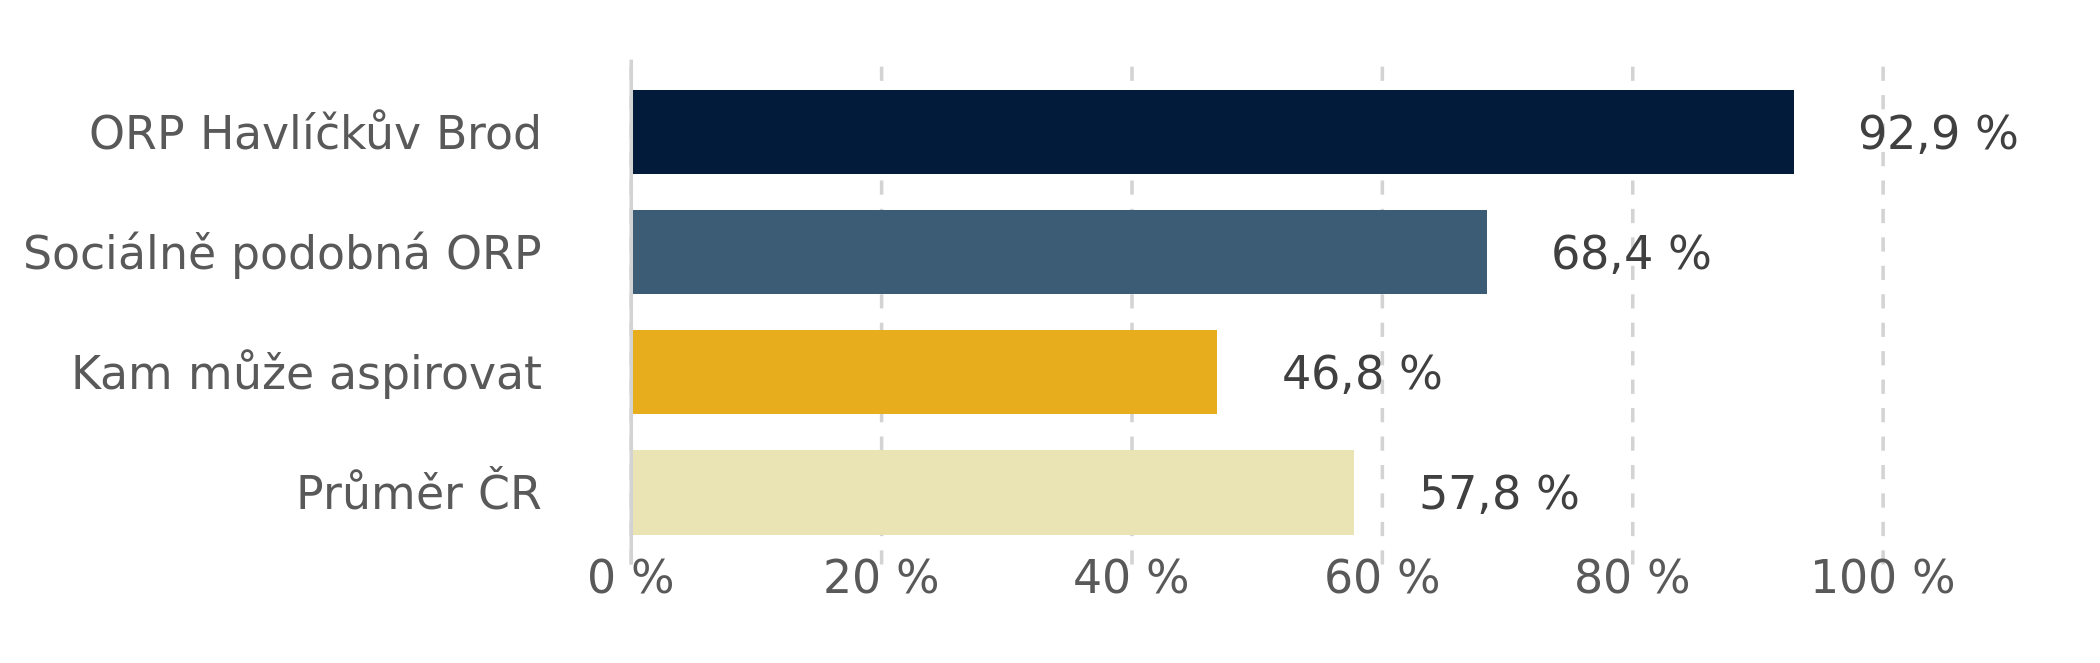 ORP Havlíčkův Brod 92,9 %
Sociálně podobná ORP 68,4 %
Kam může aspirovat 46,8 %
Průměr ČR 57,8 %
0 % 20 % 40 % 60 % 80 % 100 %